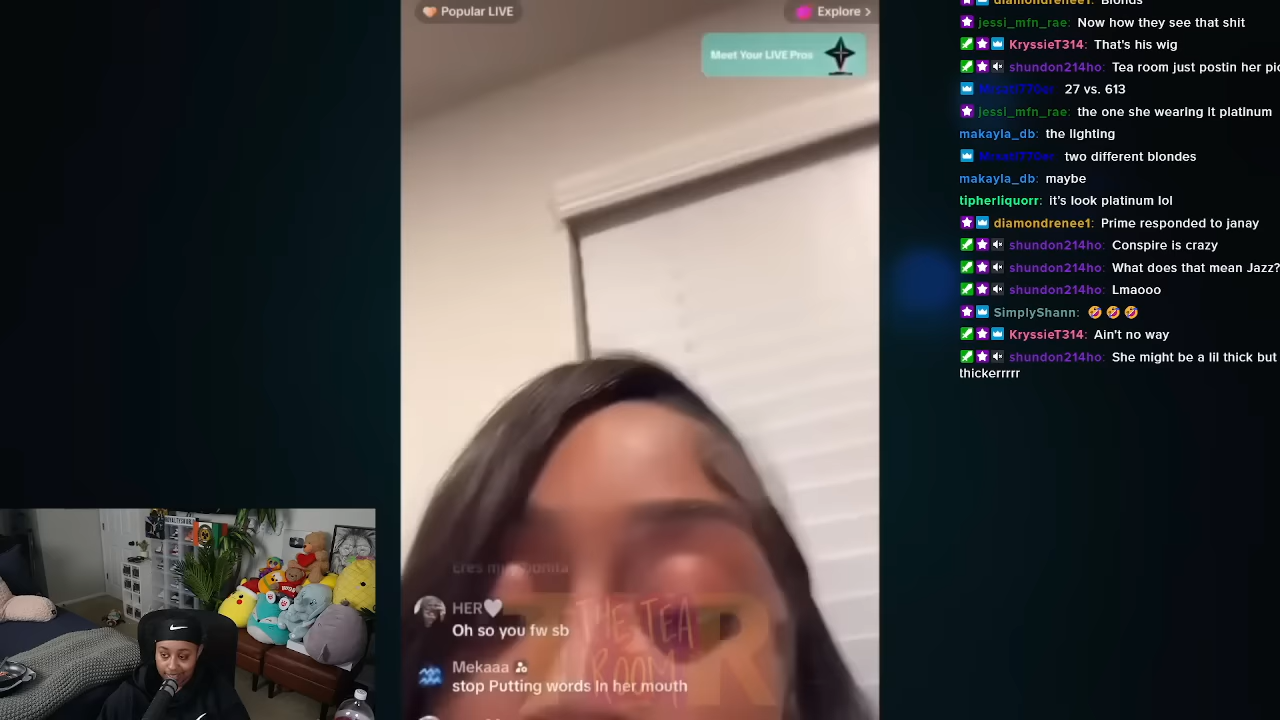 Popular LIVE
Explore >
Meet Your LIVE Pros
HER🤍
Oh so you fw sb
Mekaaa
stop Putting words In her mouth
THE TEA
ROOM
diamondrenee1: Blonds
jessi_mfn_rae: Now how they see that shit
KryssieT314: That's his wig
shundon214ho: Tea room just postin her pic
27 vs. 613
jessi_mfn_rae: the one she wearing it platinum
makayla_db: the lighting
two different blondes
makayla_db: maybe
tipherliquorr: it's look platinum lol
diamondrenee1: Prime responded to janay
shundon214ho: Conspire is crazy
shundon214ho: What does that mean Jazz?
shundon214ho: Lmaooo
SimplyShann: 🤣 🤣 🤣
KryssieT314: Ain't no way
shundon214ho: She might be a lil thick but
thickerrrrr